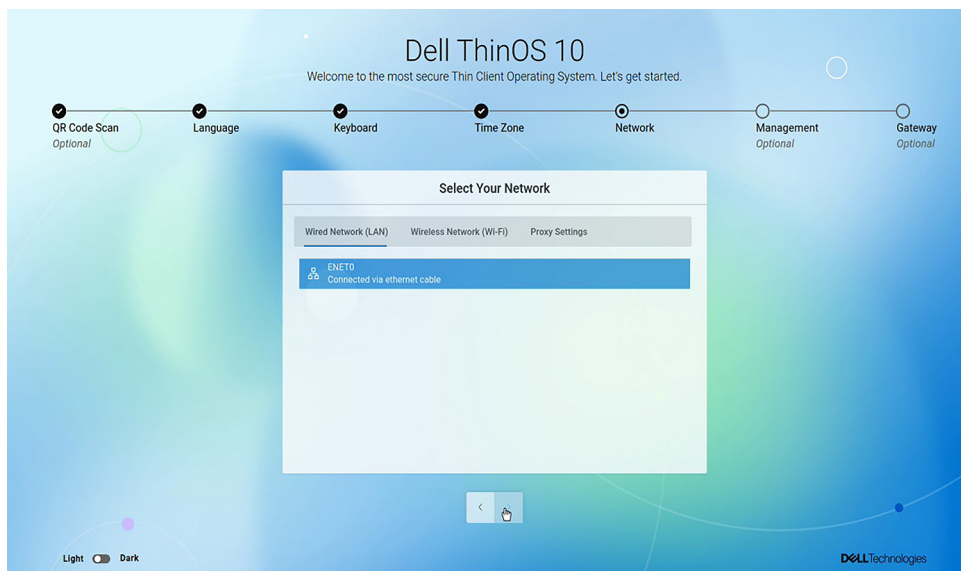 Dell ThinOS 10
Welcome to the most secure Thin Client Operating System. Let's get started.
QR Code Scan
Optional
Language
Keyboard
Time Zone
Network
Management
Optional
Gateway
Optional
Select Your Network
Wired Network (LAN) Wireless Network (Wi-Fi) Proxy Settings
ENET0
Connected via ethernet cable
Light Dark
DELLTechnologies